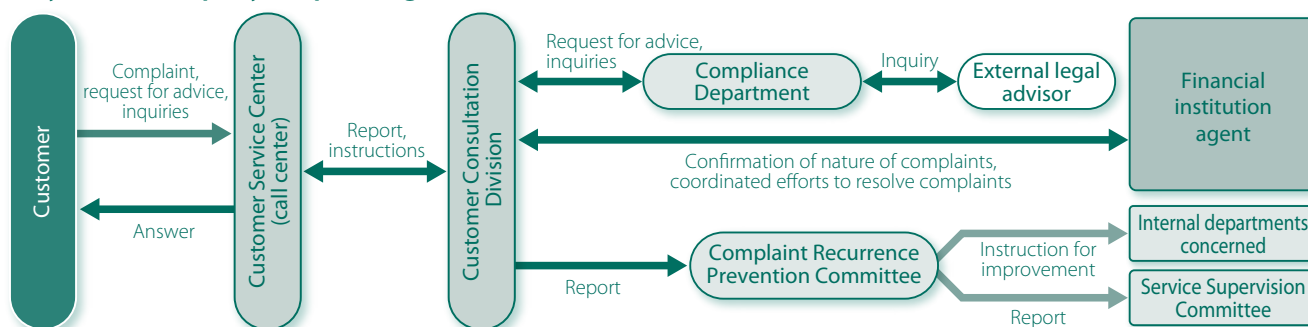 Customer
Complaint,
request for advice,
inquiries
Answer
Customer Service Center
(call center)
Report,
instructions
Customer Consultation
Division
Request for advice,
inquiries
Compliance
Department
Inquiry
External legal
advisor
Financial
institution
agent
Confirmation of nature of complaints,
coordinated efforts to resolve complaints
Report
Complaint Recurrence
Prevention Committee
Instruction for
improvement
Report
Internal departments
concerned
Service Supervision
Committee